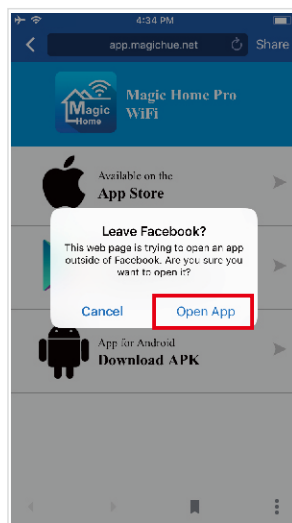 4:34 PM
app.magichue.net
Share
Magic Home Pro
WiFi
Magic
Home
Available on the
App Store
Leave Facebook?
This web page is trying to open an app
outside of Facebook. Are you sure you
want to open it?
Cancel
Open App
App for Android
Download APK